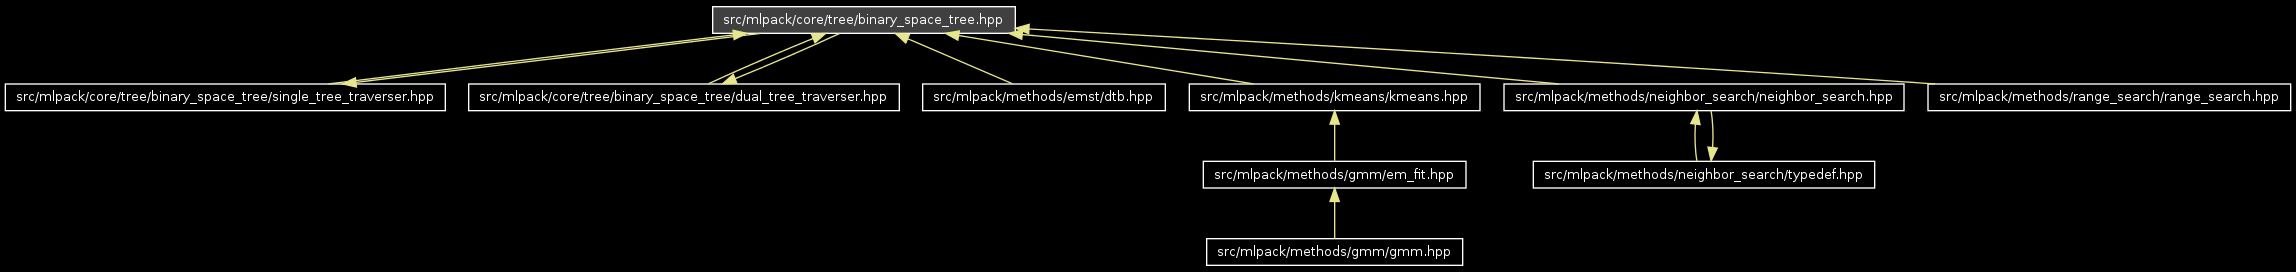 src/mlpack/core/tree/binary_space_tree.hpp
src/mlpack/core/tree/binary_space_tree/single_tree_traverser.hpp
src/mlpack/core/tree/binary_space_tree/dual_tree_traverser.hpp
src/mlpack/methods/emst/dtb.hpp
src/mlpack/methods/kmeans/kmeans.hpp
src/mlpack/methods/neighbor_search/neighbor_search.hpp
src/mlpack/methods/range_search/range_search.hpp
src/mlpack/methods/gmm/em_fit.hpp
src/mlpack/methods/neighbor_search/typedef.hpp
src/mlpack/methods/gmm/gmm.hpp